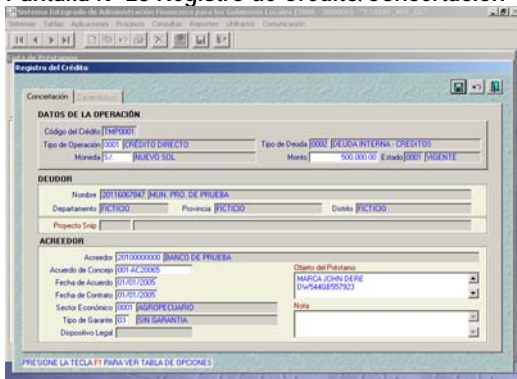 Pantalla Nº 23 Registro de Crédito/Concertación
Sistema Integrado de Administración Financiera para los Gobiernos Locales
Sistemas Tablas Aplicaciones Procesos Consultar Reportes Utilitarios Comunicación
Registro del Crédito
Concertación
DATOS DE LA OPERACIÓN
Código del Crédito TMP0001
Tipo de Operación 0001 CRÉDITO DIRECTO Tipo de Deuda 0002 DEUDA INTERNA - CREDITOS
Moneda S/. NUEVO SOL Monto 500,000.00 Estado 0001 VIGENTE
DEUDOR
Nombre 20116067047 MUN. PRO. DE PRUEBA
Departamento FICTICIO Provincia FICTICIO Distrito FICTICIO
Proyecto Snip
ACREEDOR
Acreedor 20100000000 BANCO DE PRUEBA
Acuerdo de Concejo 001-AC20065 Objeto del Préstamo
Fecha de Acuerdo 01/01/2005 MARCA JOHN DERE
Fecha de Contrato 01/01/2005 DW544GB557923
Sector Económico 0001 AGROPECUARIO Nota
Tipo de Garante 03 SIN GARANTIA
Dispositivo Legal
PRESIONE LA TECLA F1 PARA VER TABLA DE OPCIONES